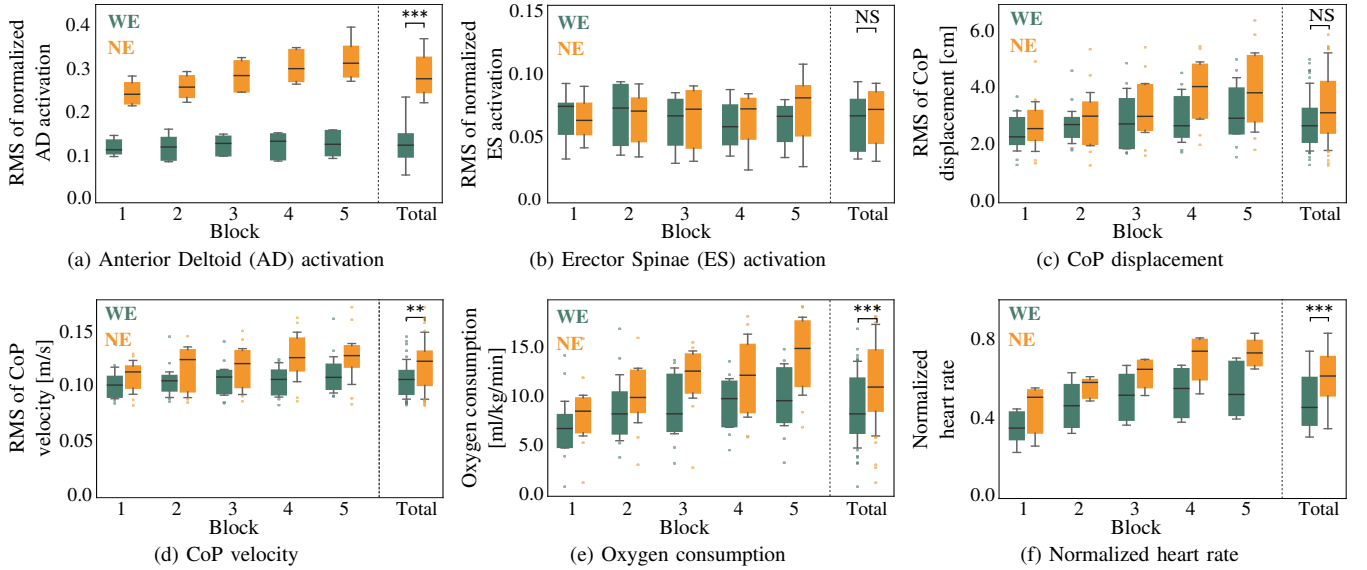 RMS of normalized
AD activation
0.4
0.3
0.2
0.1
0.0
WE
NE
***
1 2 3 4 5 Total
Block
(a) Anterior Deltoid (AD) activation
RMS of normalized
ES activation
0.15
0.10
0.05
0.0
WE
NE
NS
1 2 3 4 5 Total
Block
(b) Erector Spinae (ES) activation
RMS of CoP
displacement [cm]
6.0
4.0
2.0
0.0
WE
NE
NS
1 2 3 4 5 Total
Block
(c) CoP displacement
RMS of CoP
velocity [m/s]
0.15
0.10
0.05
0.0
WE
NE
**
1 2 3 4 5 Total
Block
(d) CoP velocity
Oxygen consumption
[ml/kg/min]
15.0
10.0
5.0
0.0
WE
NE
***
1 2 3 4 5 Total
Block
(e) Oxygen consumption
Normalized
heart rate
0.8
0.4
0.0
WE
NE
***
1 2 3 4 5 Total
Block
(f) Normalized heart rate